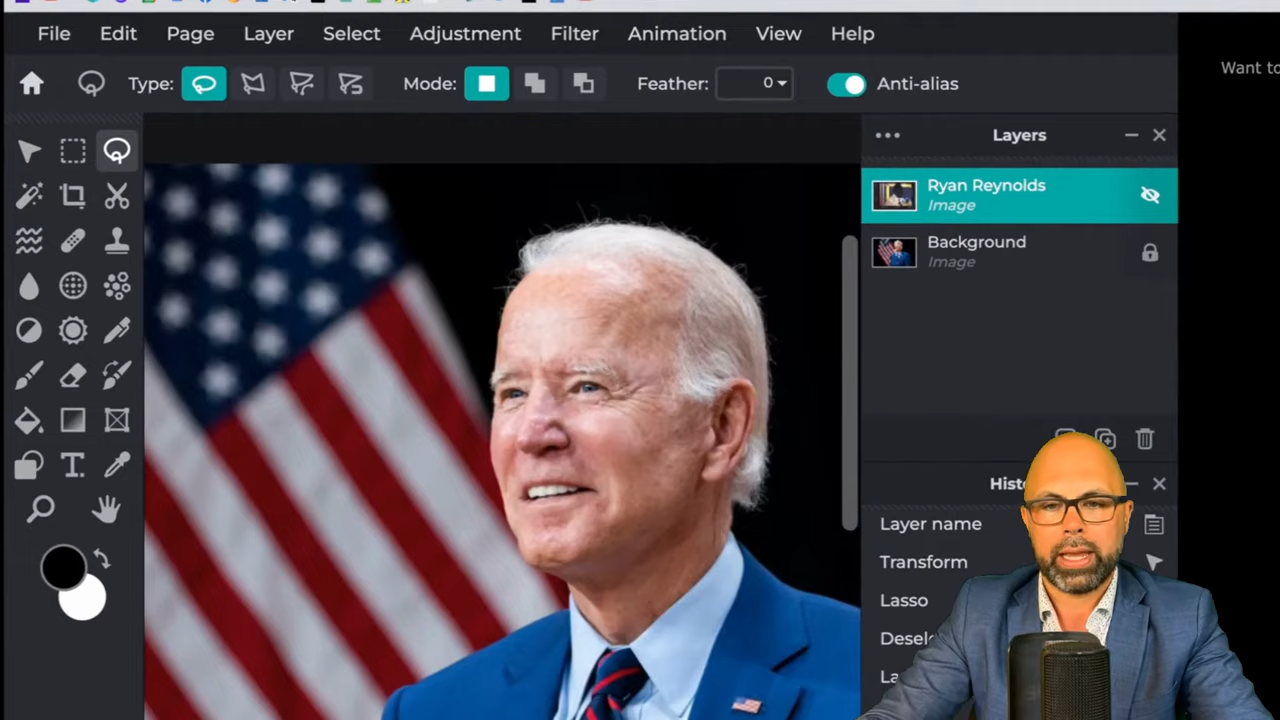 File Edit Page Layer Select Adjustment Filter Animation View Help
Want to
Type: Mode: Feather: 0 Anti-alias
Layers
Ryan Reynolds
Image
Background
Image
Layer name
Transform
Lasso